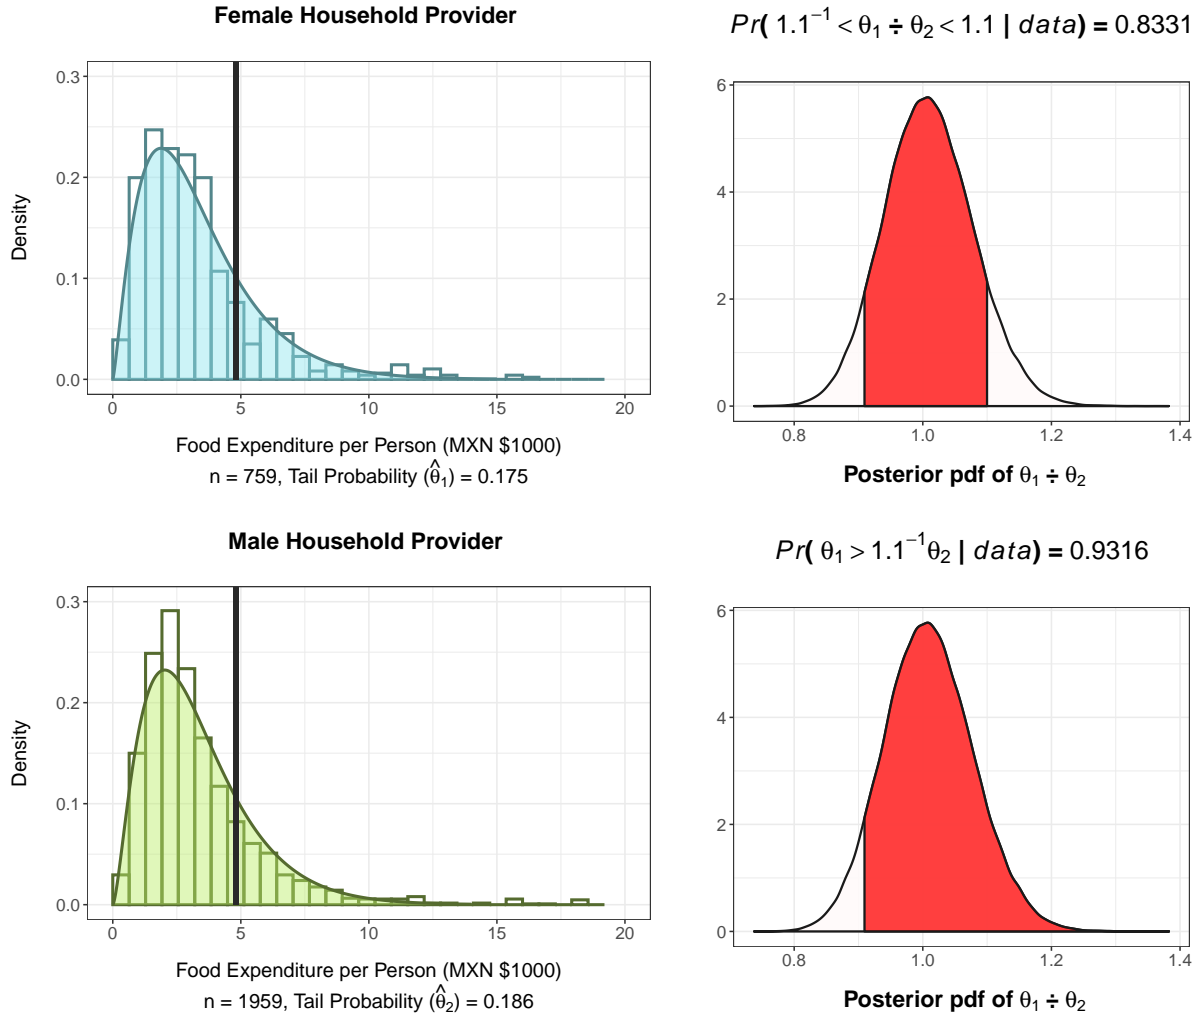 Female Household Provider
0.3
0.2
0.1
0.0
Density
0
5
10
15
20
Food Expenditure per Person (MXN $1000)
n = 759, Tail Probability (θ̂₁) = 0.175
Pr( 1.1⁻¹ < θ₁ ÷ θ₂ < 1.1 | data) = 0.8331
6
4
2
0
0.8
1.0
1.2
1.4
Posterior pdf of θ₁ ÷ θ₂
Male Household Provider
0.3
0.2
0.1
0.0
Density
0
5
10
15
20
Food Expenditure per Person (MXN $1000)
n = 1959, Tail Probability (θ̂₂) = 0.186
Pr( θ₁ > 1.1⁻¹θ₂ | data) = 0.9316
6
4
2
0
0.8
1.0
1.2
1.4
Posterior pdf of θ₁ ÷ θ₂